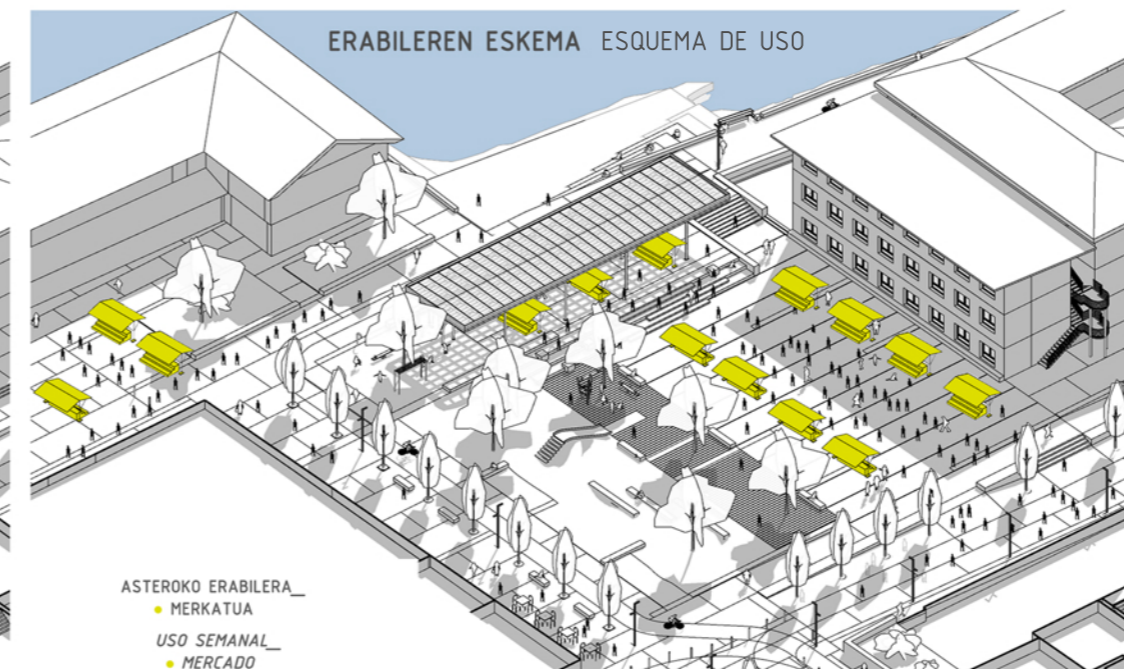 ERABILEREN ESKEMA ESQUEMA DE USO
ASTEROKO ERABILERA_
• MERKATUA
USO SEMANAL_
• MERCADO